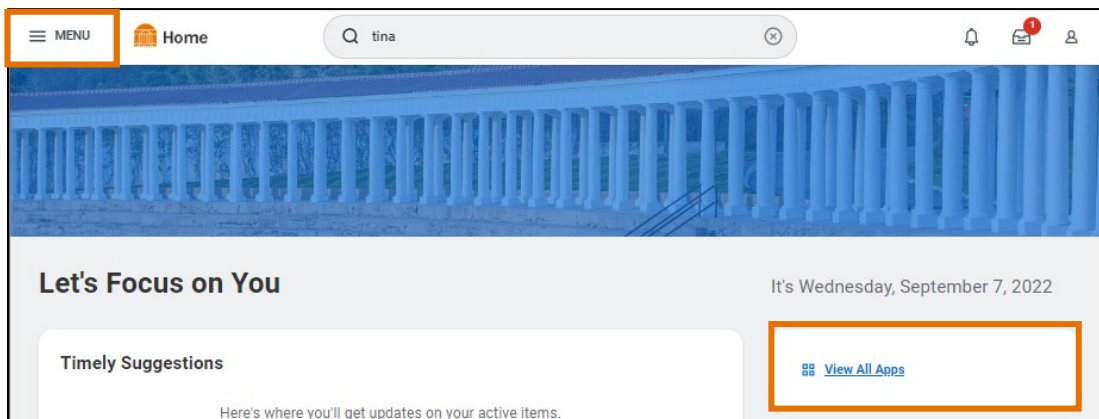 MENU
Home
tina
1
Let's Focus on You
It's Wednesday, September 7, 2022
Timely Suggestions
View All Apps
Here's where you'll get updates on your active items.